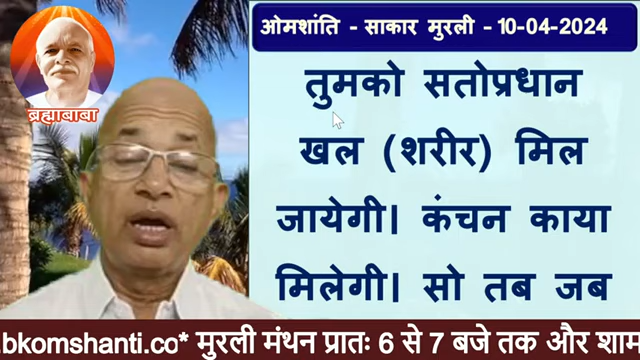 ओमशांति - साकार मुरली - 10-04-2024
ब्रह्माबाबा
तुमको सतोप्रधान
खल (शरीर) मिल
जायेगी। कंचन काया
मिलेगी। सो तब जब
.bkomshanti.co* मुरली मंथन प्रातः 6 से 7 बजे तक और शाम